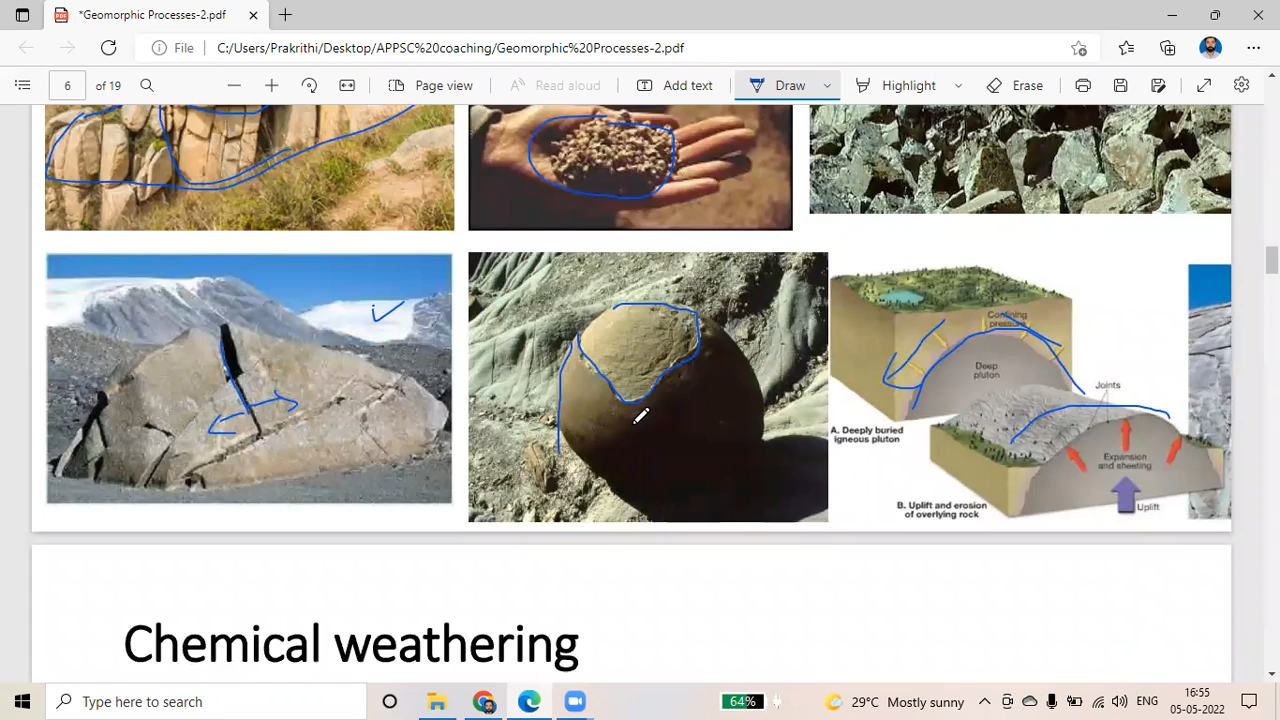 *Geomorphic Processes-2.pdf
File
C:/Users/Prakrithi/Desktop/APPSC%20coaching/Geomorphic%20Processes-2.pdf
6
of 19
Page view
Read aloud
Add text
Draw
Highlight
Erase
Confining
pressure
Deep
pluton
Joints
A. Deeply buried
igneous pluton
Expansion
and sheeting
B. Uplift and erosion
of overlying rock
Uplift
Chemical weathering
Type here to search
64%
29°C Mostly sunny
ENG
16:55
05-05-2022